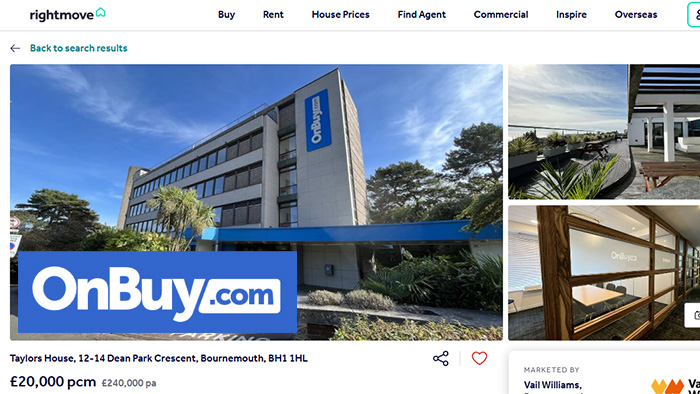 rightmove
Buy Rent House Prices Find Agent Commercial Inspire Overseas
Back to search results
OnBuy.com
OnBuy.com
OnBuy
PARKING
Taylors House, 12-14 Dean Park Crescent, Bournemouth, BH1 1HL
£20,000 pcm £240,000 pa
MARKETED BY
Vail Williams,